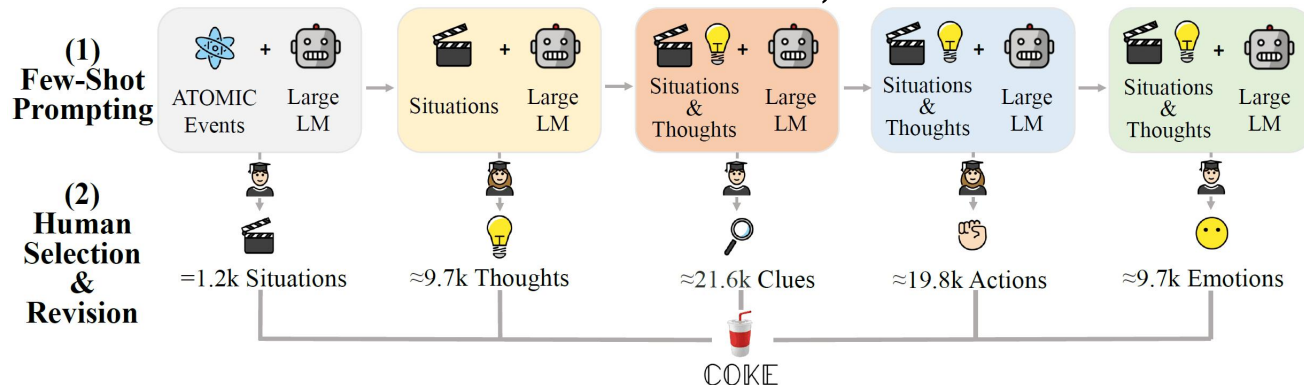 (1)
Few-Shot
Prompting
ATOMIC
Events
+
Large
LM
Situations
+
Large
LM
Situations
&
Thoughts
+
Large
LM
Situations
&
Thoughts
+
Large
LM
Situations
&
Thoughts
+
Large
LM
(2)
Human
Selection
&
Revision
=1.2k Situations
≈9.7k Thoughts
≈21.6k Clues
≈19.8k Actions
≈9.7k Emotions
COKE